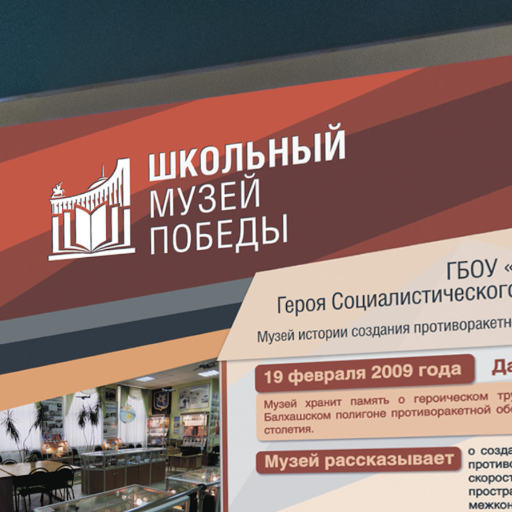 ШКОЛЬНЫЙ
МУЗЕЙ
ПОБЕДЫ
ГБОУ «
Героя Социалистического
Музей истории создания противоракетн
19 февраля 2009 года
Да
Музей хранит память о героическом тру
Балхашском полигоне противоракетной обо
столетия.
Музей рассказывает
о созда
противо
скорост
простра
межкон